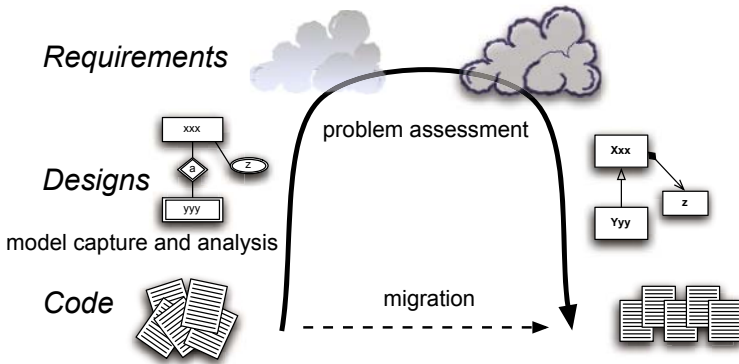 Requirements
problem assessment
xxx
a
z
yyy
Designs
model capture and analysis
Xxx
z
Yyy
Code
migration